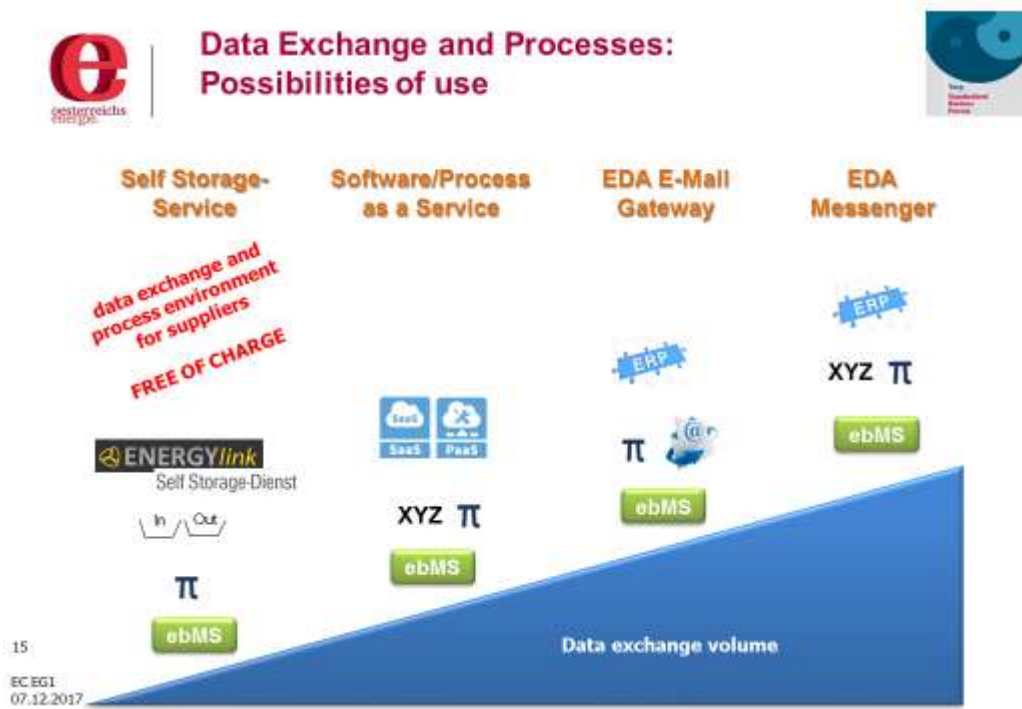 Data Exchange and Processes:
Possibilities of use
oesterreichs
energie.
Self Storage-
Service
Software/Process
as a Service
EDA E-Mail
Gateway
EDA
Messenger
data exchange and
process environment
for suppliers
FREE OF CHARGE
ENERGYlink
Self Storage-Dienst
In Out
π
ebMS
SaaS
SaaS PaaS
XYZ π
ebMS
ERP
π @
ebMS
ERP
XYZ π
ebMS
Data exchange volume
15
EC EG1
07.12.2017